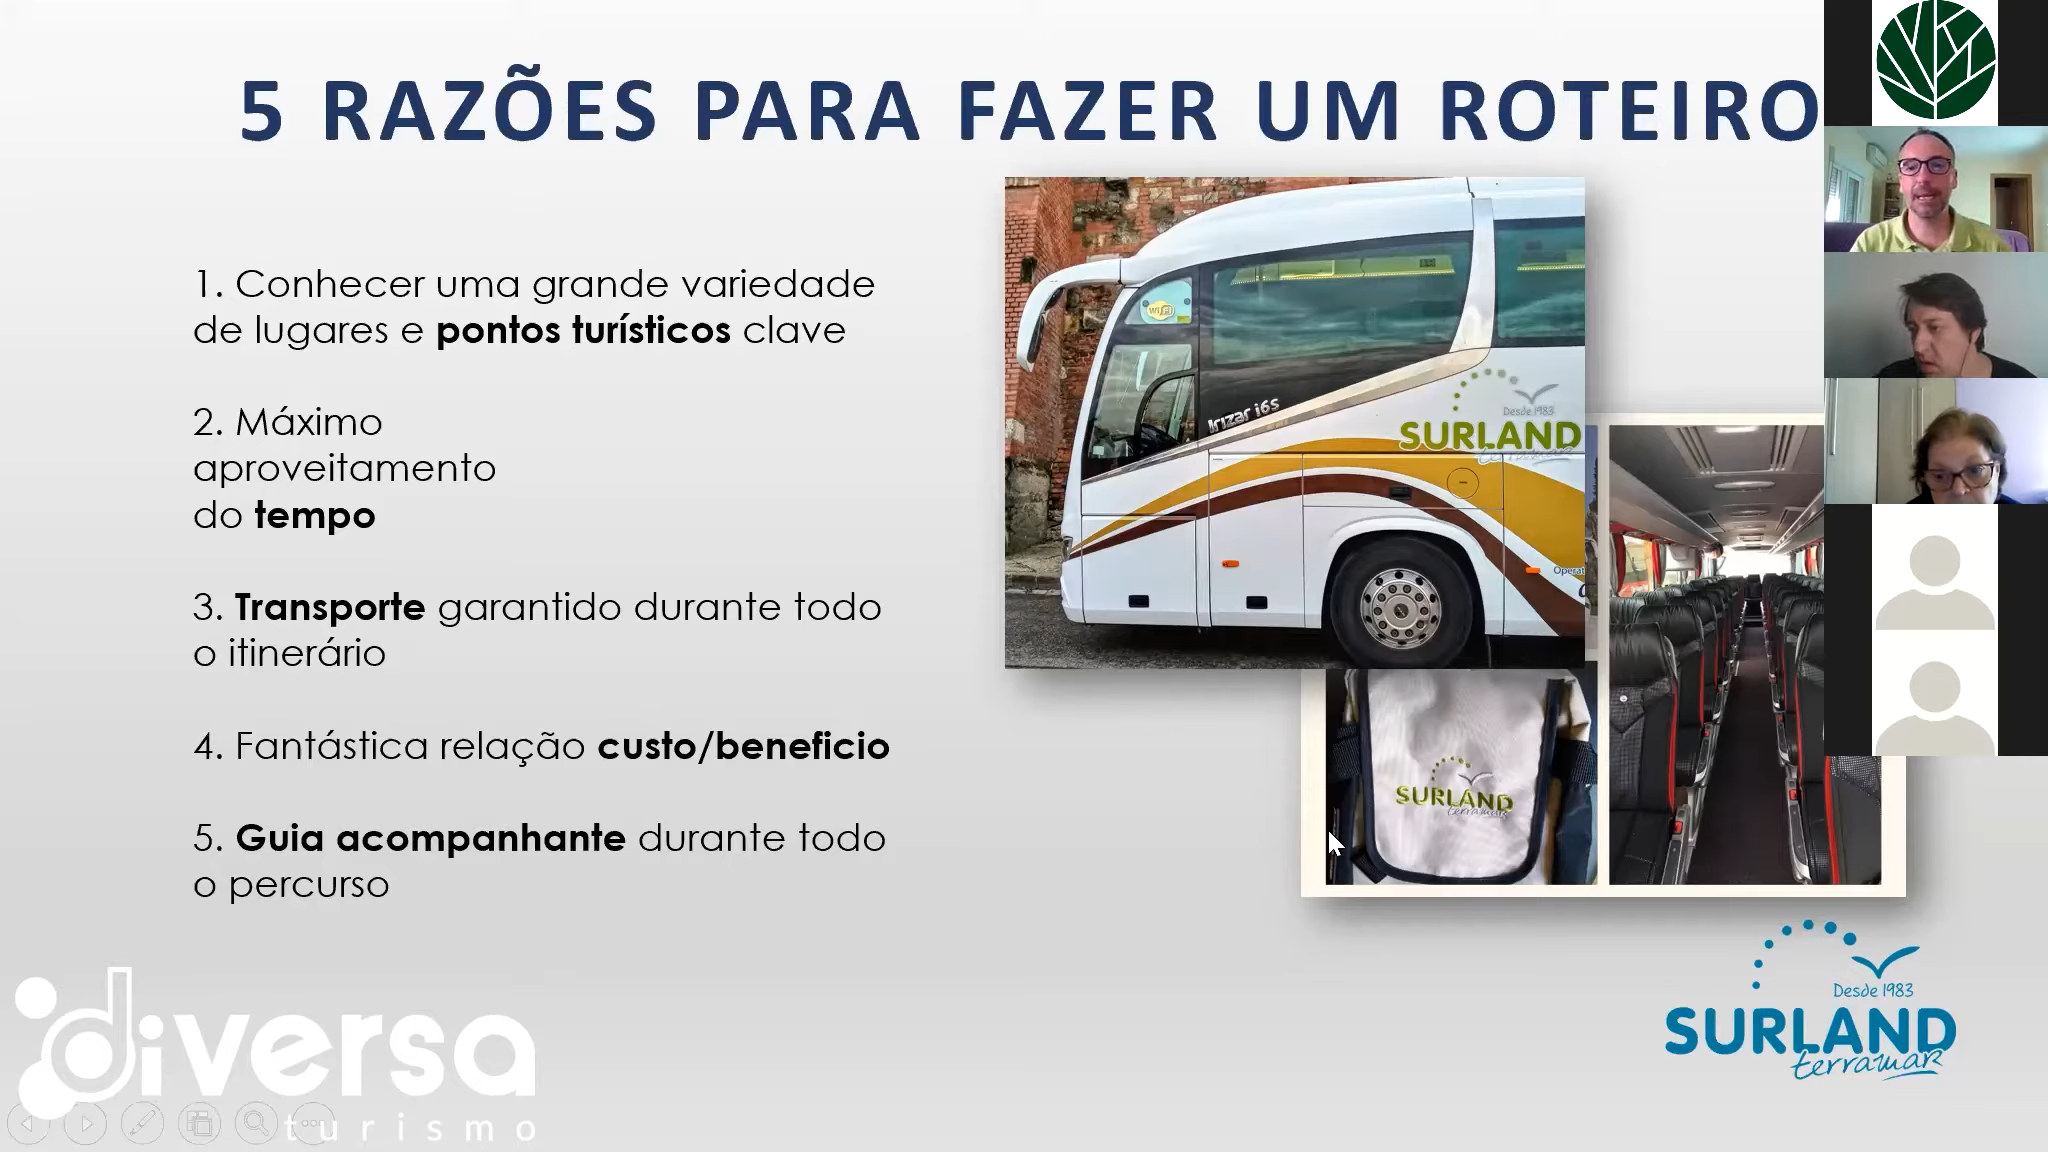 5 RAZÕES PARA FAZER UM ROTEIRO
1. Conhecer uma grande variedade
de lugares e pontos turísticos clave
2. Máximo
aproveitamento
do tempo
3. Transporte garantido durante todo
o itinerário
4. Fantástica relação custo/beneficio
5. Guia acompanhante durante todo
o percurso
WiFi
Irizar i6s
Desde 1983
SURLAND
terramar
Operat
SURLAND
terramar
diversa
turismo
Desde 1983
SURLAND
terramar